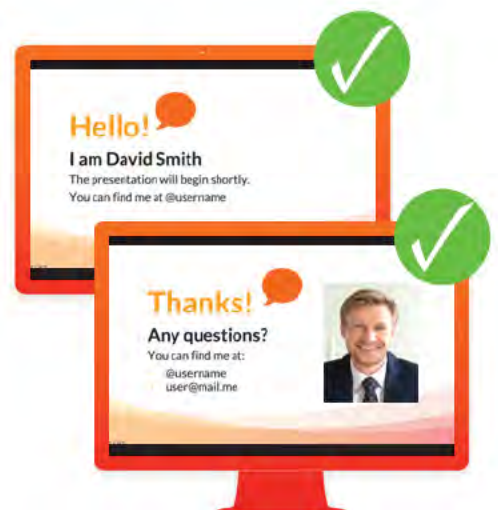 Hello!
I am David Smith
The presentation will begin shortly.
You can find me at @username
Thanks!
Any questions?
You can find me at:
@username
user@mail.me